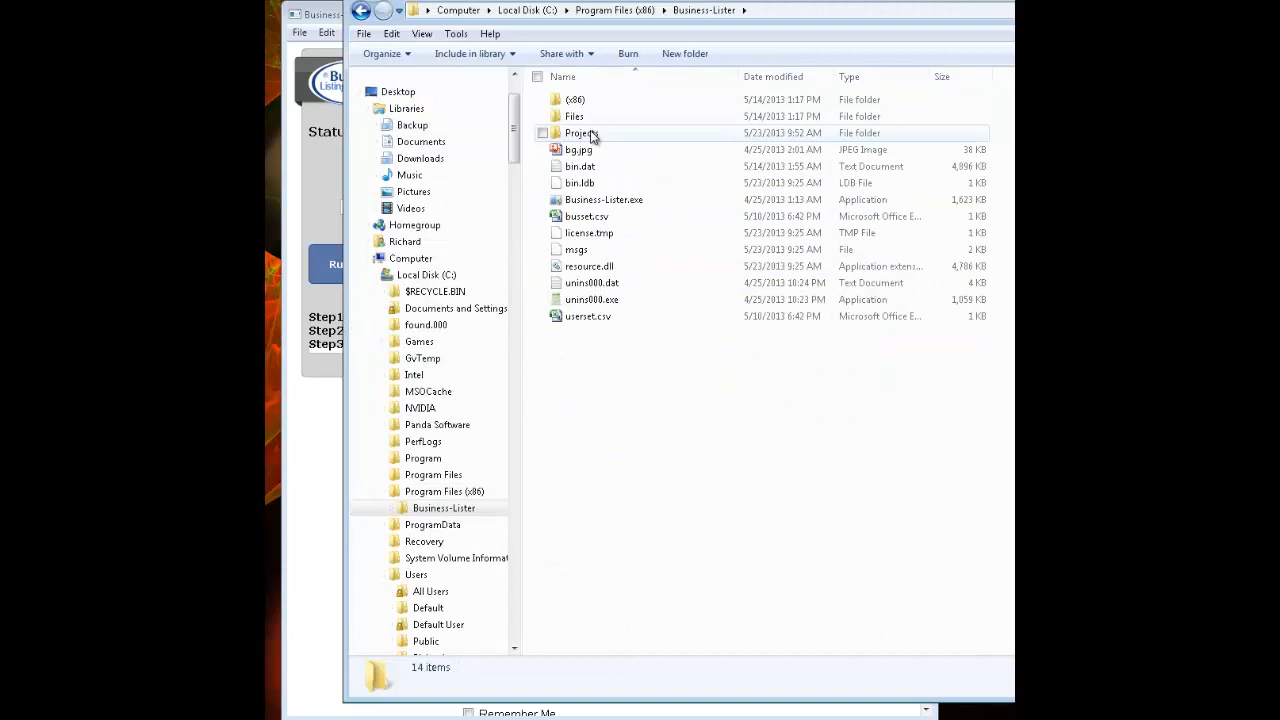 Business-
Computer Local Disk (C:) Program Files (x86) Business-Lister
File Edit
File Edit View Tools Help
Organize Include in library Share with Burn New folder
Name Date modified Type Size
Bu
Listing
Status
Ru
Step1
Step2
Step3
Desktop
Libraries
Backup
Documents
Downloads
Music
Pictures
Videos
Homegroup
Richard
Computer
Local Disk (C:)
$RECYCLE.BIN
Documents and Settings
found.000
Games
GvTemp
Intel
MSOCache
NVIDIA
Panda Software
PerfLogs
Program
Program Files
Program Files (x86)
Business-Lister
ProgramData
Recovery
System Volume Informat
Users
All Users
Default
Default User
Public
(x86) 5/14/2013 1:17 PM File folder
Files 5/14/2013 1:17 PM File folder
Projects 5/23/2013 9:52 AM File folder
bg.jpg 4/25/2013 2:01 AM JPEG Image 38 KB
bin.dat 5/14/2013 1:55 AM Text Document 4,896 KB
bin.ldb 5/23/2013 9:25 AM LDB File 1 KB
Business-Lister.exe 4/25/2013 1:13 AM Application 1,623 KB
busset.csv 5/10/2013 6:42 PM Microsoft Office E... 1 KB
license.tmp 5/23/2013 9:25 AM TMP File 1 KB
msgs 5/23/2013 9:25 AM File 2 KB
resource.dll 5/23/2013 9:25 AM Application extens... 4,786 KB
unins000.dat 4/25/2013 10:24 PM Text Document 4 KB
unins000.exe 4/25/2013 10:23 PM Application 1,059 KB
userset.csv 5/10/2013 6:42 PM Microsoft Office E... 1 KB
14 items
Remember Me